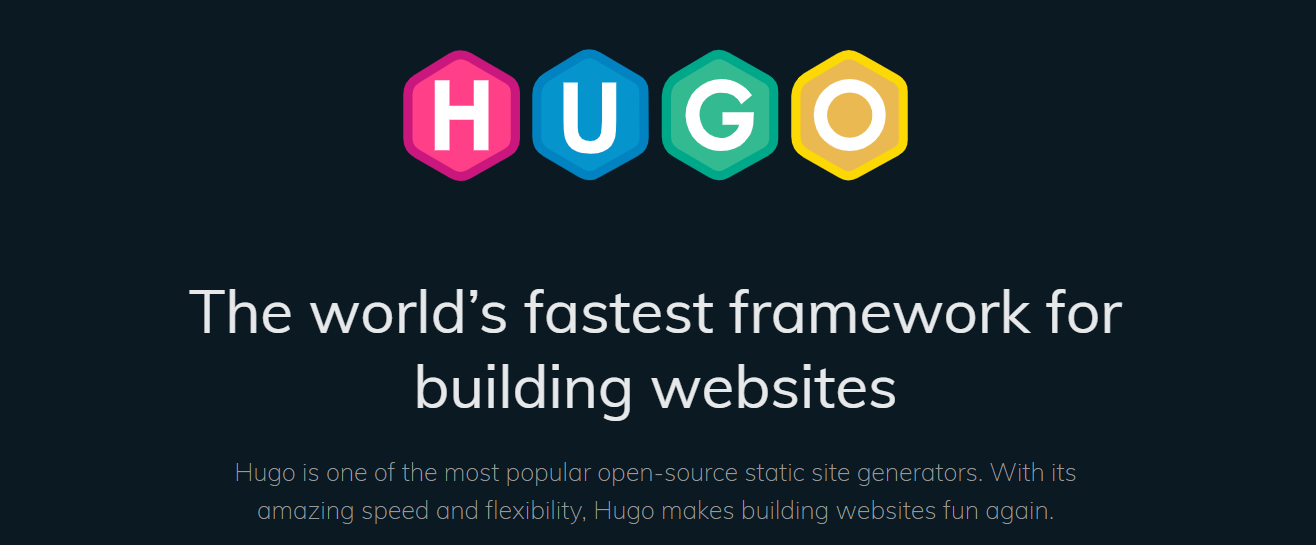 HUGO
The world’s fastest framework for
building websites
Hugo is one of the most popular open-source static site generators. With its
amazing speed and flexibility, Hugo makes building websites fun again.